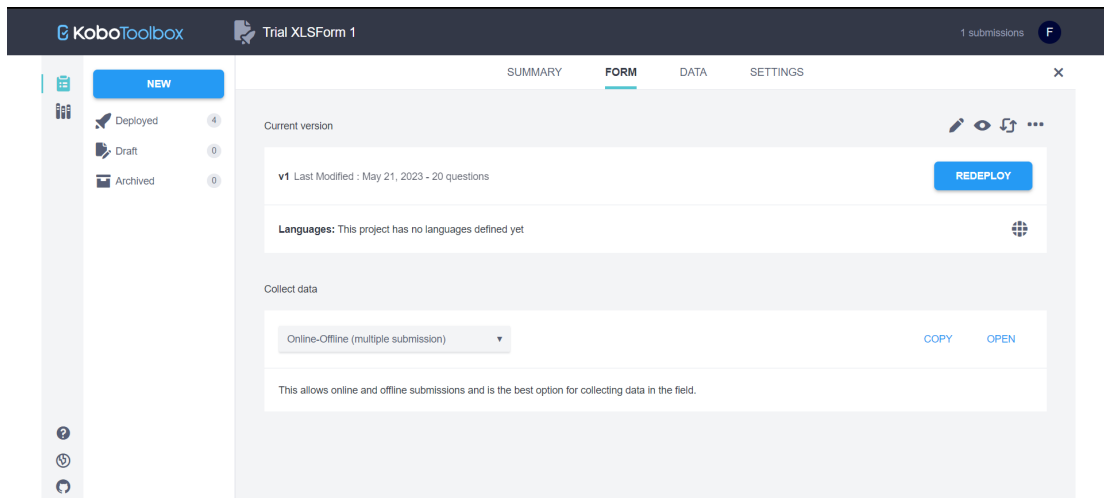 KoboToolbox
Trial XLSForm 1
1 submissions
F
NEW
Deployed
4
Draft
0
Archived
0
SUMMARY
FORM
DATA
SETTINGS
Current version
v1 Last Modified : May 21, 2023 - 20 questions
REDEPLOY
Languages: This project has no languages defined yet
Collect data
Online-Offline (multiple submission)
COPY
OPEN
This allows online and offline submissions and is the best option for collecting data in the field.